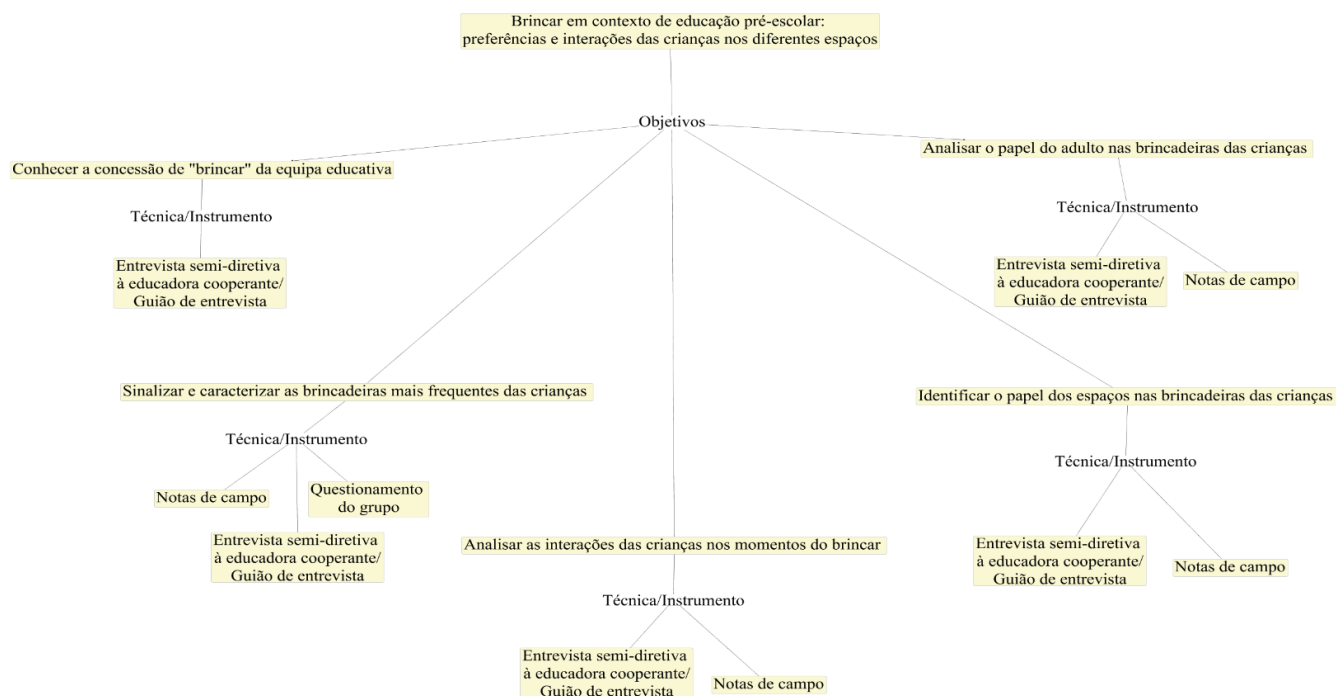 Brincar em contexto de educação pré-escolar:
preferências e interações das crianças nos diferentes espaços
Objetivos
Conhecer a concessão de "brincar" da equipa educativa
Técnica/Instrumento
Entrevista semi-diretiva
à educadora cooperante/
Guião de entrevista
Analisar o papel do adulto nas brincadeiras das crianças
Técnica/Instrumento
Entrevista semi-diretiva
à educadora cooperante/
Guião de entrevista
Notas de campo
Sinalizar e caracterizar as brincadeiras mais frequentes das crianças
Técnica/Instrumento
Notas de campo
Entrevista semi-diretiva
à educadora cooperante/
Guião de entrevista
Questionamento
do grupo
Analisar as interações das crianças nos momentos do brincar
Técnica/Instrumento
Entrevista semi-diretiva
à educadora cooperante/
Guião de entrevista
Notas de campo
Identificar o papel dos espaços nas brincadeiras das crianças
Técnica/Instrumento
Entrevista semi-diretiva
à educadora cooperante/
Guião de entrevista
Notas de campo